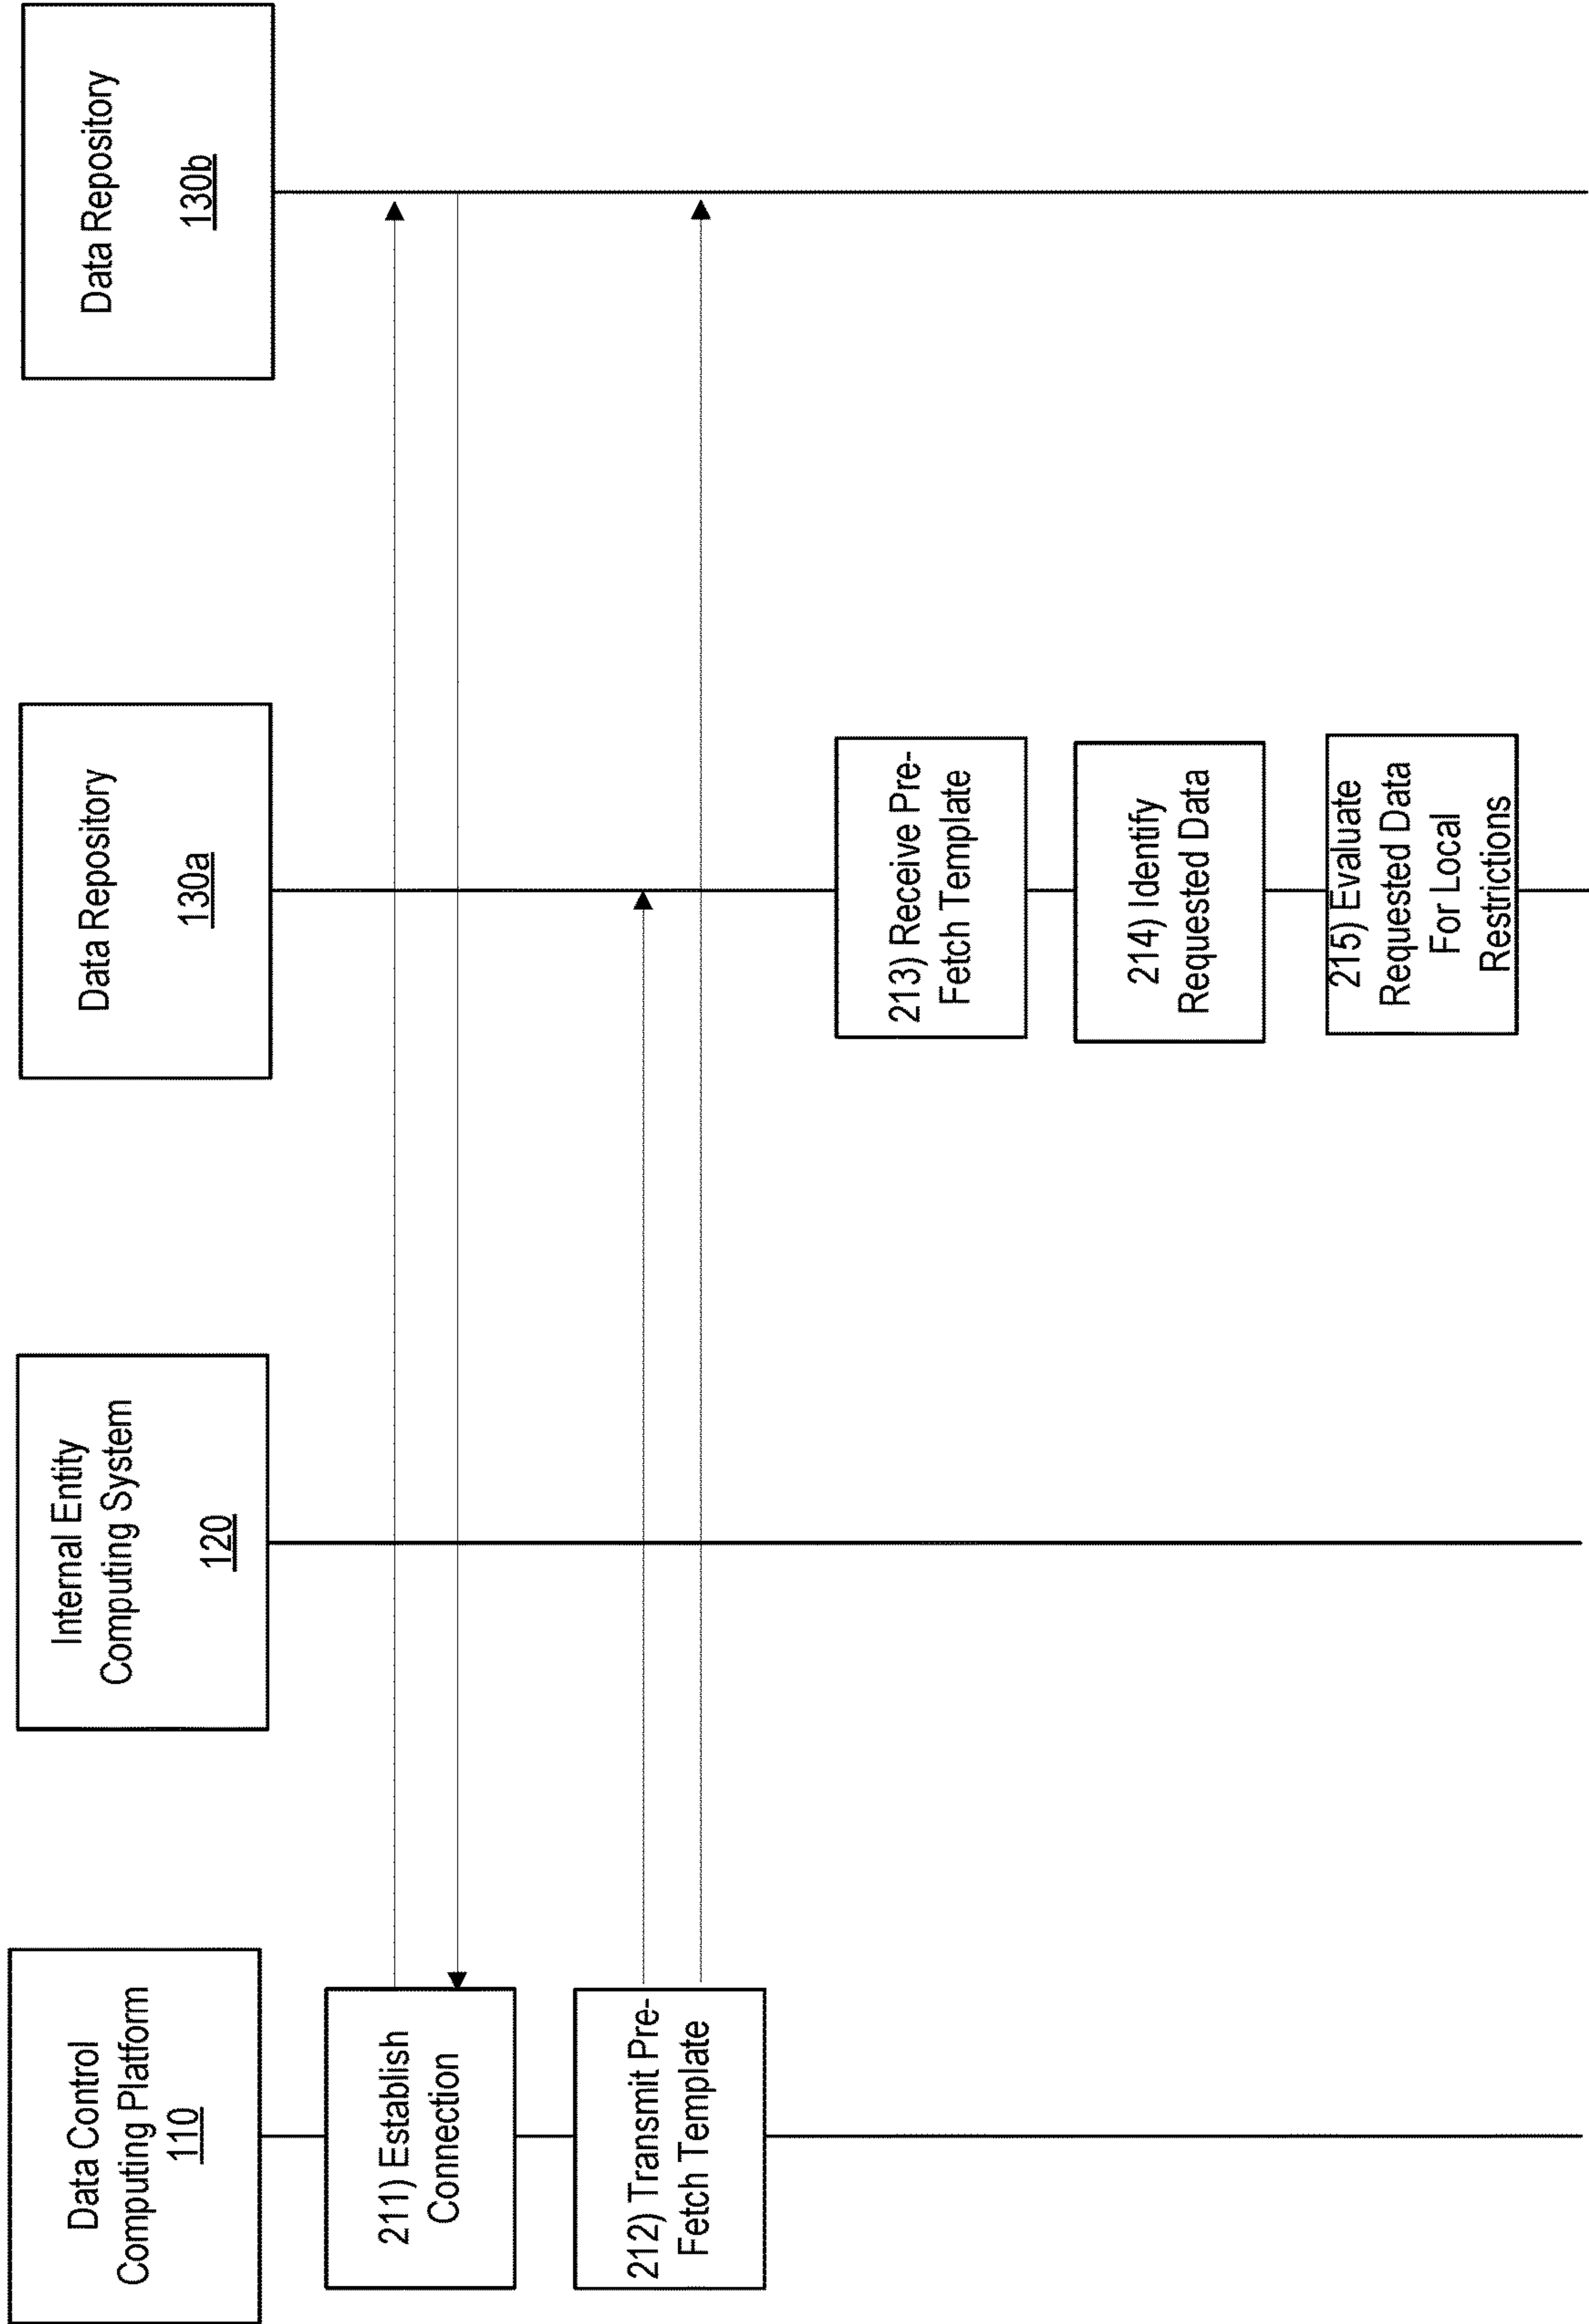 Data Control
Computing Platform
110
Internal Entity
Computing System
120
Data Repository
130a
Data Repository
130b
211) Establish
Connection
212) Transmit Pre-
Fetch Template
213) Receive Pre-
Fetch Template
214) Identify
Requested Data
215) Evaluate
Requested Data
For Local
Restrictions